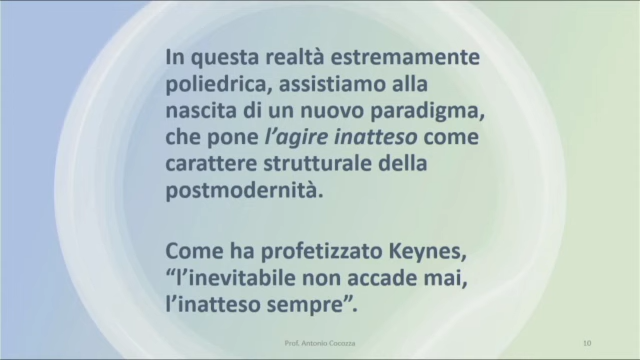 In questa realtà estremamente
poliedrica, assistiamo alla
nascita di un nuovo paradigma,
che pone l’agire inatteso come
carattere strutturale della
postmodernità.
Come ha profetizzato Keynes,
“l’inevitabile non accade mai,
l’inatteso sempre”.
Prof. Antonio Cocozza
10